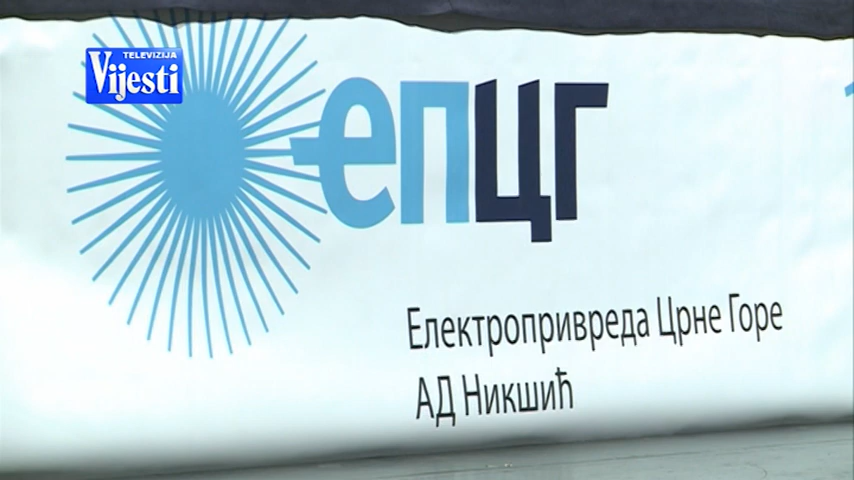 TELEVIZIJA
Vijesti
епцг
Електропривреда Црне Горе
АД Никшић